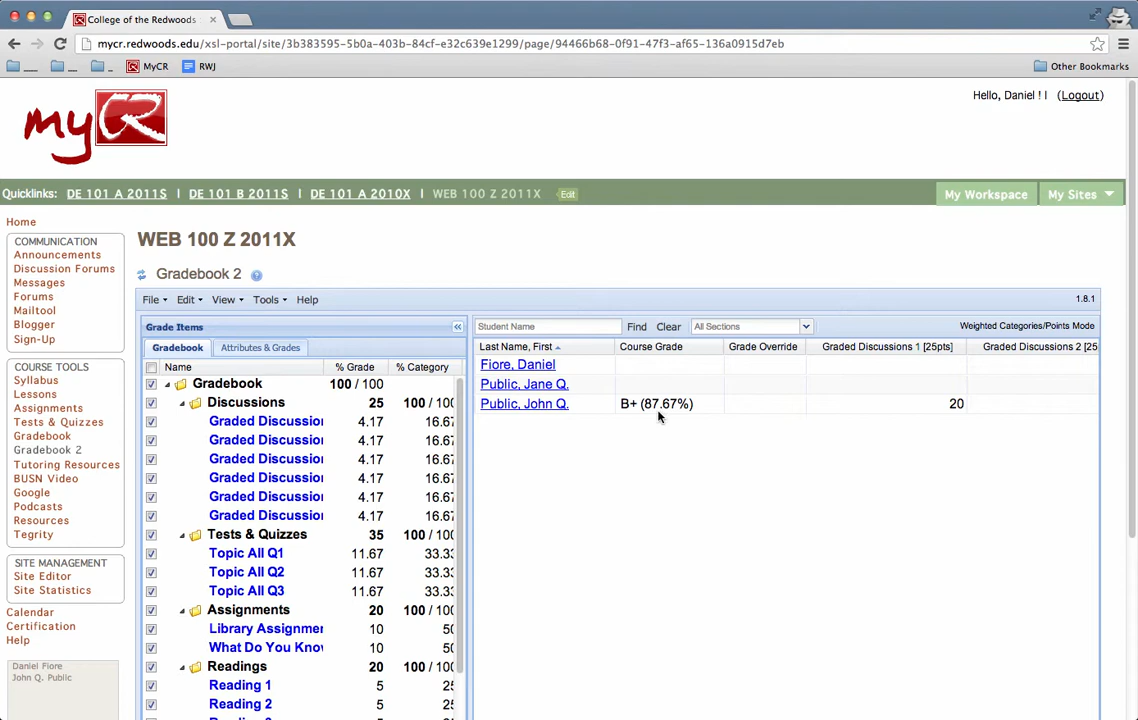 College of the Redwoods
mycr.redwoods.edu/xsl-portal/site/3b383595-5b0a-403b-84cf-e32c639e1299/page/94466b68-0f91-47f3-af65-136a0915d7eb
___ __ _ MyCR RWJ Other Bookmarks
Hello, Daniel ! | (Logout)
my CR
Quicklinks: DE 101 A 2011S | DE 101 B 2011S | DE 101 A 2010X | WEB 100 Z 2011X Edit My Workspace My Sites
Home
COMMUNICATION
Announcements
Discussion Forums
Messages
Forums
Mailtool
Blogger
Sign-Up
COURSE TOOLS
Syllabus
Lessons
Assignments
Tests & Quizzes
Gradebook
Gradebook 2
Tutoring Resources
BUSN Video
Google
Podcasts
Resources
Tegrity
SITE MANAGEMENT
Site Editor
Site Statistics
Calendar
Certification
Help
Daniel Fiore
John Q. Public
WEB 100 Z 2011X
Gradebook 2 ?
File Edit View Tools Help 1.8.1
Grade Items
Gradebook Attributes & Grades
Name % Grade % Category
Gradebook 100 / 100
Discussions 25 100 / 100
Graded Discussion 4.17 16.67
Graded Discussion 4.17 16.67
Graded Discussion 4.17 16.67
Graded Discussion 4.17 16.67
Graded Discussion 4.17 16.67
Graded Discussion 4.17 16.67
Tests & Quizzes 35 100 / 100
Topic All Q1 11.67 33.33
Topic All Q2 11.67 33.33
Topic All Q3 11.67 33.33
Assignments 20 100 / 100
Library Assignmer 10 50
What Do You Knov 10 50
Readings 20 100 / 100
Reading 1 5 25
Reading 2 5 25
Student Name Find Clear All Sections Weighted Categories/Points Mode
Last Name, First Course Grade Grade Override Graded Discussions 1 [25pts] Graded Discussions 2 [25
Fiore, Daniel
Public, Jane Q.
Public, John Q. B+ (87.67%) 20